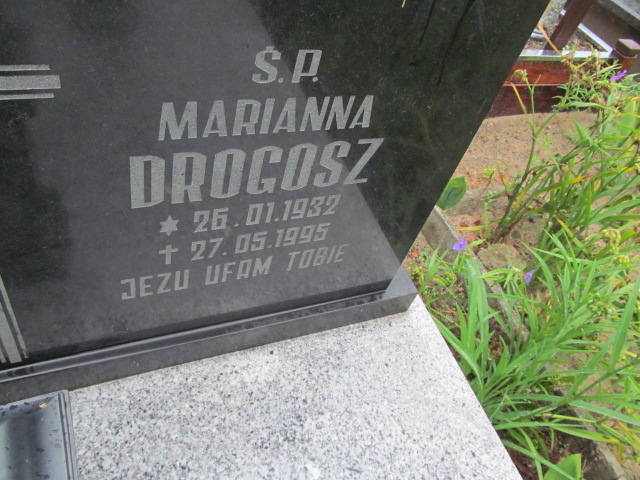 Ś.P.
MARIANNA
DROGOSZ
✶ 26.01.1932
✝ 27.05.1995
JEZU UFAM TOBIE